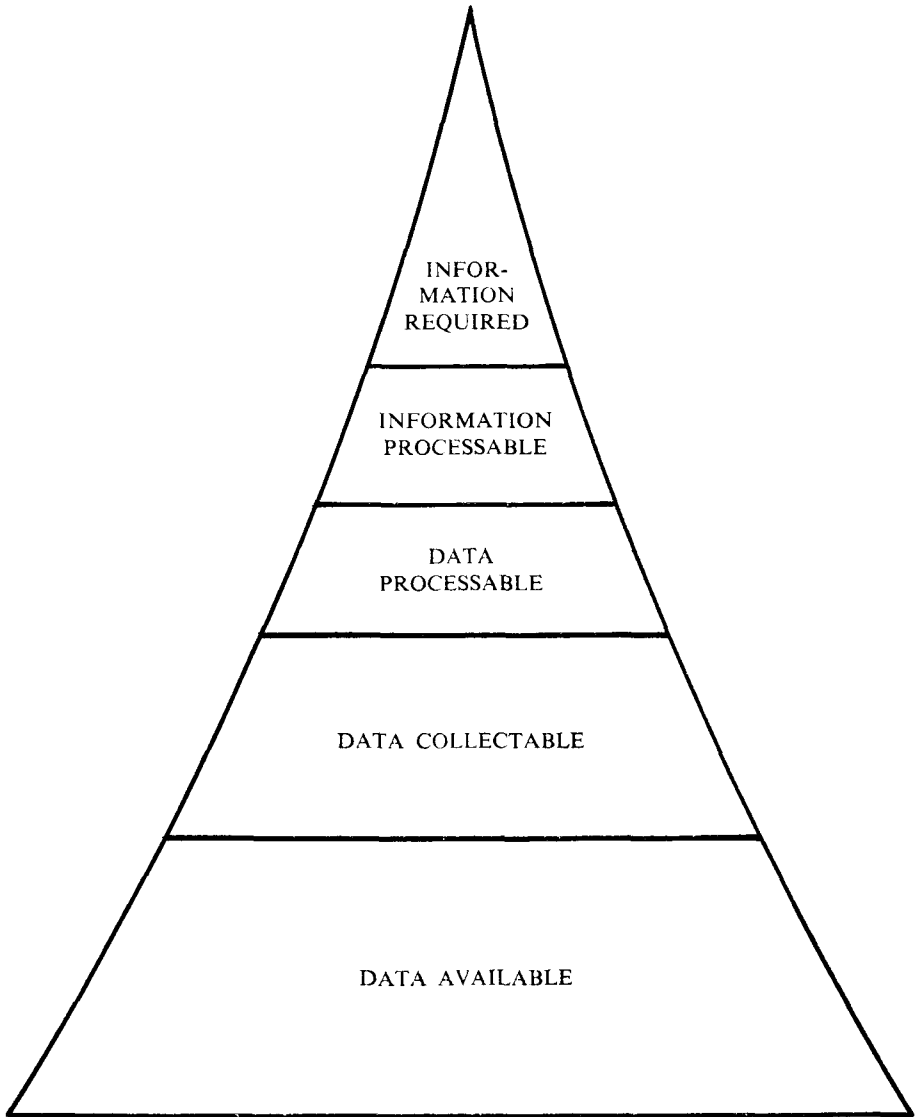 INFOR-
MATION
REQUIRED
INFORMATION
PROCESSABLE
DATA
PROCESSABLE
DATA COLLECTABLE
DATA AVAILABLE